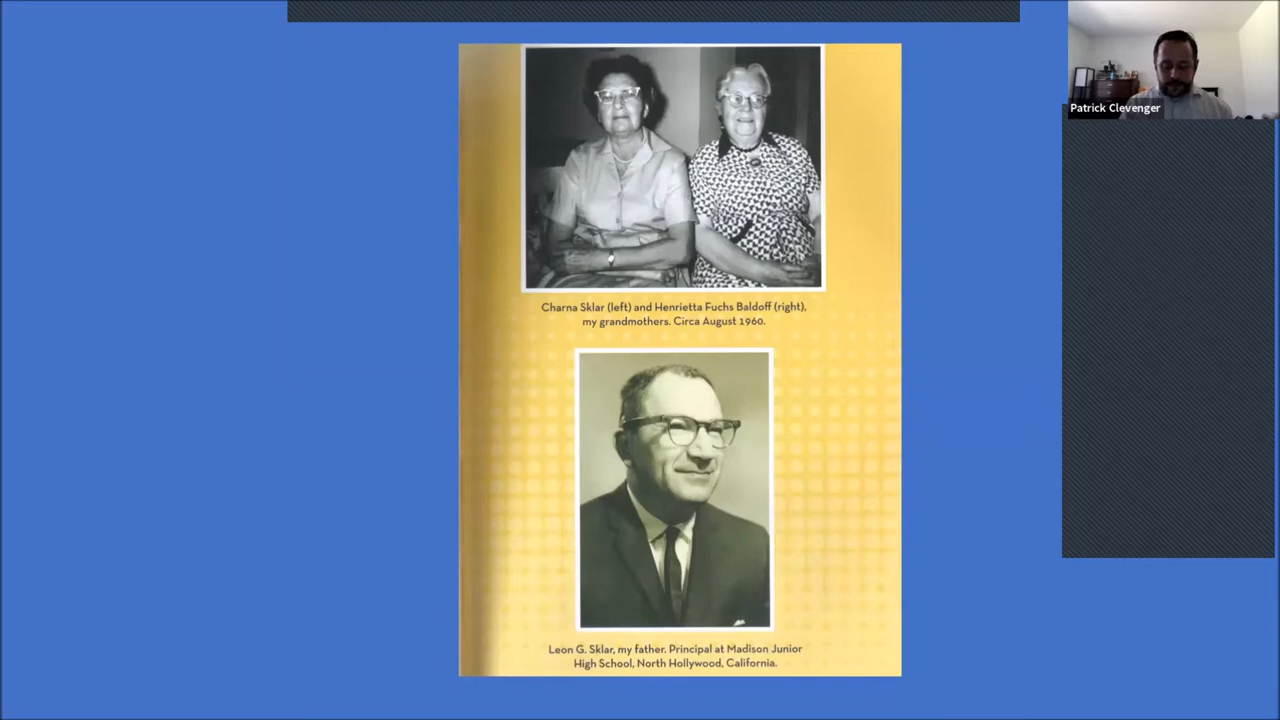 Patrick Clevenger
Charna Sklar (left) and Henrietta Fuchs Baldoff (right),
my grandmothers. Circa August 1960.
Leon G. Sklar, my father. Principal at Madison Junior
High School, North Hollywood, California.